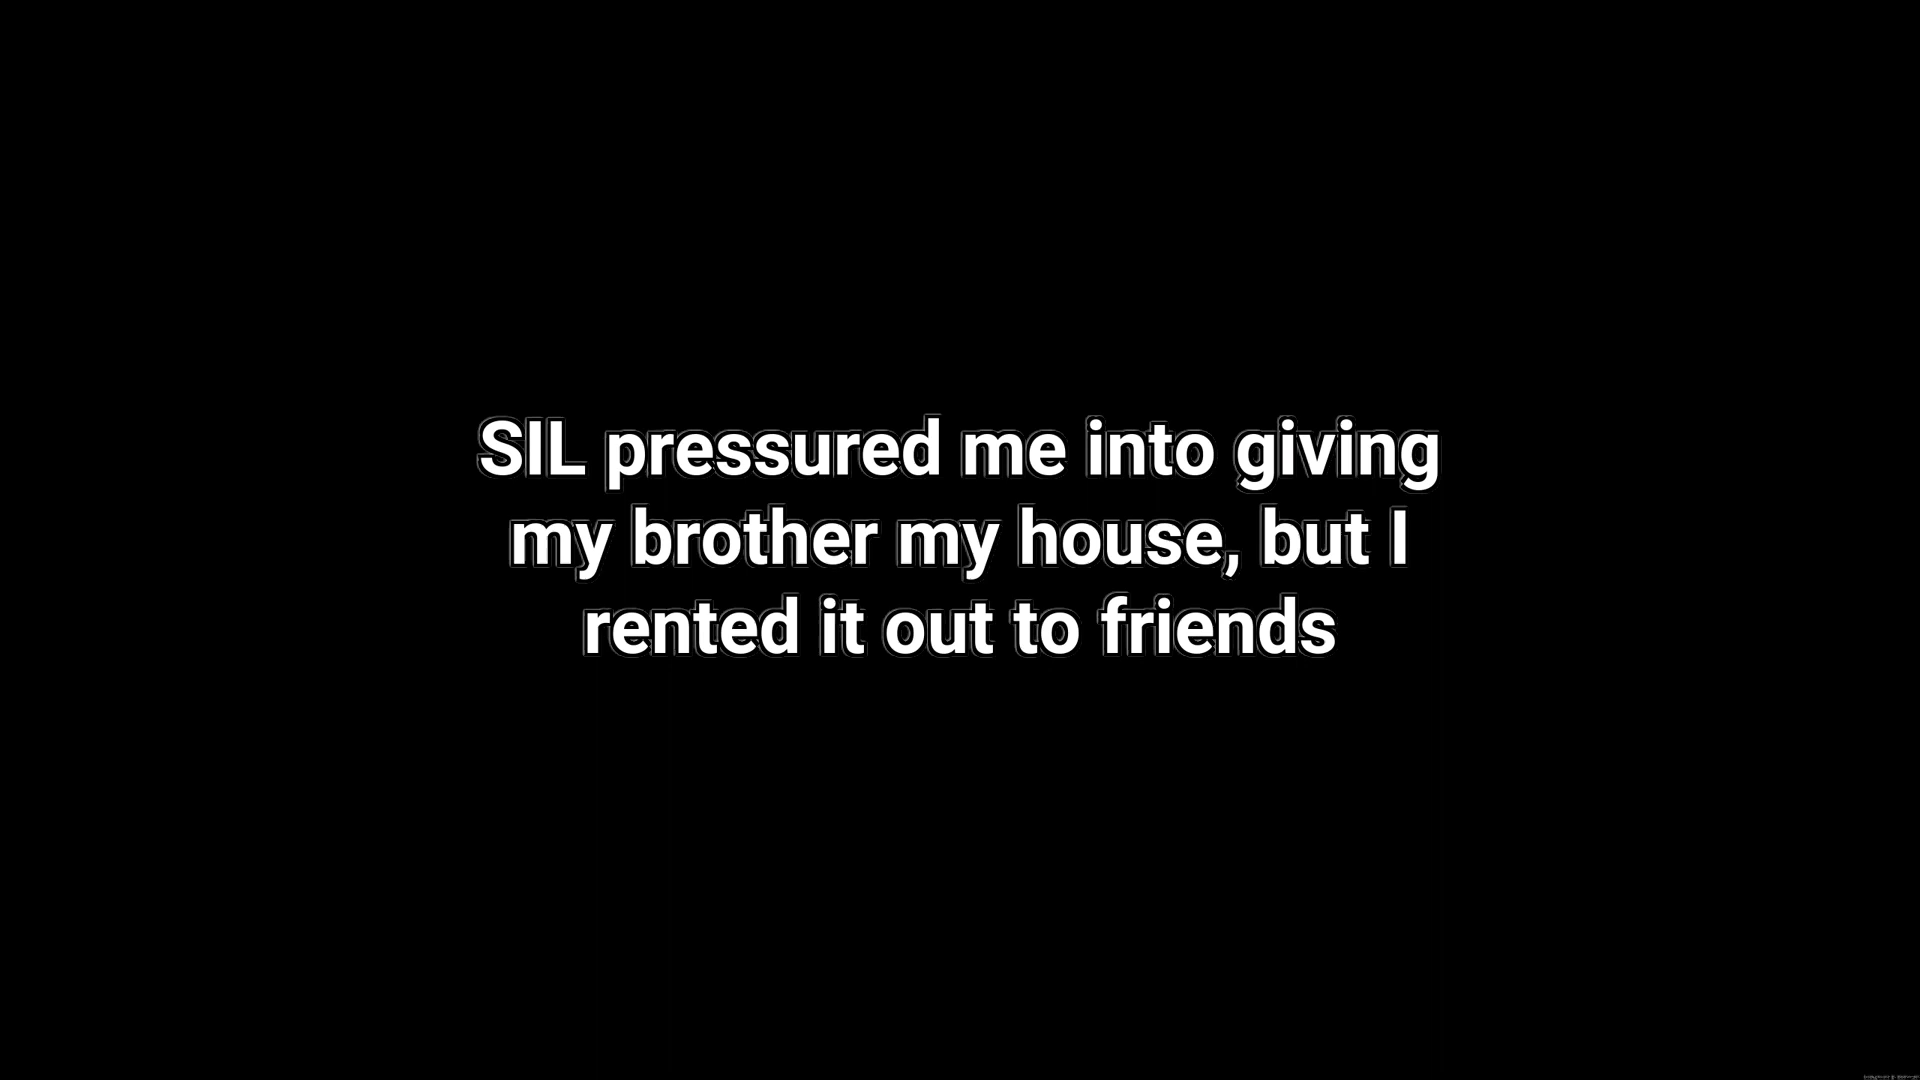 SIL pressured me into giving
my brother my house, but I
rented it out to friends